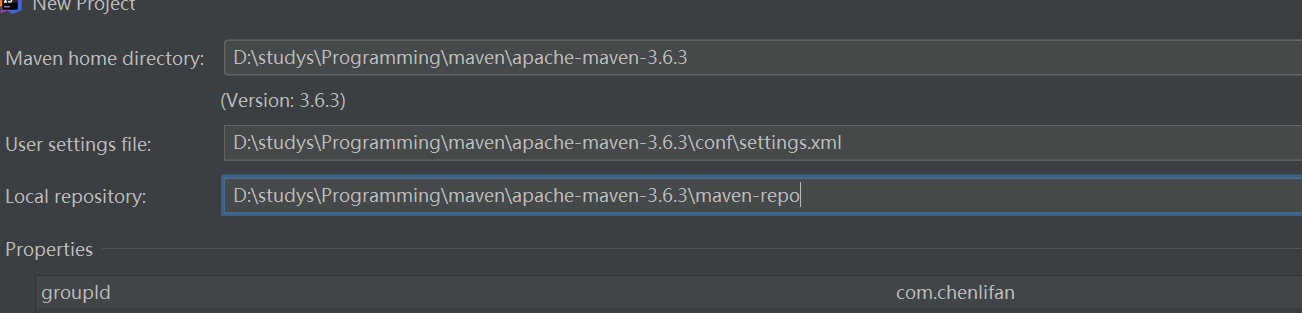 New Project
Maven home directory: D:\studys\Programming\maven\apache-maven-3.6.3
(Version: 3.6.3)
User settings file: D:\studys\Programming\maven\apache-maven-3.6.3\conf\settings.xml
Local repository: D:\studys\Programming\maven\apache-maven-3.6.3\maven-repo
Properties
groupId com.chenlifan